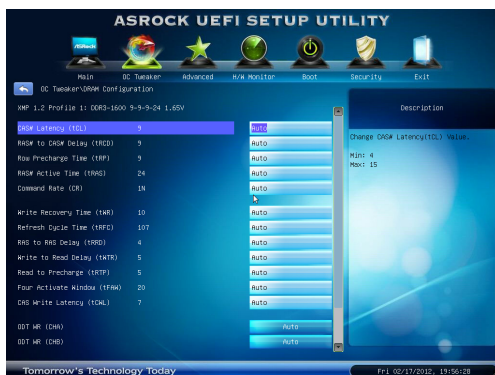 ASROCK UEFI SETUP UTILITY
ASRock
Main OC Tweaker Advanced H/W Monitor Boot Security Exit
OC Tweaker\DRAM Configuration
XMP 1.2 Profile 1: DDR3-1600 9-9-9-24 1.65V
Description
CAS# Latency (tCL) 9 Auto
Change CAS# Latency(tCL) Value.
RAS# to CAS# Delay (tRCD) 9 Auto
Min: 4
Row Precharge Time (tRP) 9 Auto
Max: 15
RAS# Active Time (tRAS) 24 Auto
Command Rate (CR) 1N Auto
Write Recovery Time (tWR) 10 Auto
Refresh Cycle Time (tRFC) 107 Auto
RAS to RAS Delay (tRRD) 4 Auto
Write to Read Delay (tWTR) 5 Auto
Read to Precharge (tRTP) 5 Auto
Four Activate Window (tFAW) 20 Auto
CAS Write Latency (tCWL) 7 Auto
ODT WR (CHA) Auto
ODT WR (CHB) Auto
Tomorrow's Technology Today
Fri 02/17/2012, 19:56:28